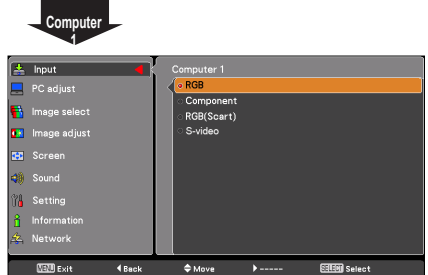 Computer
1
Input
PC adjust
Image select
Image adjust
Screen
Sound
Setting
Information
Network
Computer 1
RGB
Component
RGB(Scart)
S-video
MENU Exit
Back
Move
-----
SELECT Select